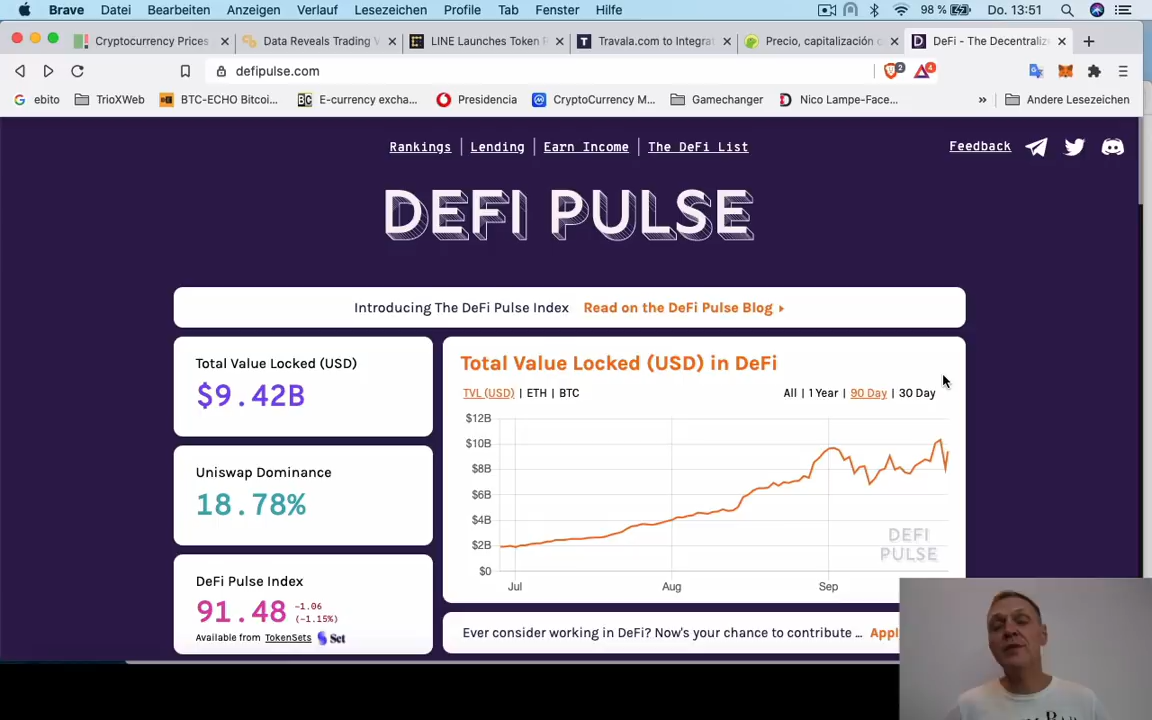 Brave Datei Bearbeiten Anzeigen Verlauf Lesezeichen Profile Tab Fenster Hilfe 98 % Do. 13:51
Cryptocurrency Prices Data Reveals Trading V LINE Launches Token Travala.com to Integrat Precio, capitalización DeFi - The Decentraliz
defipulse.com 2 4
ebito TrioXWeb BTC-ECHO Bitcoi... E-currency excha... Presidencia CryptoCurrency M... Gamechanger Nico Lampe-Face... » Andere Lesezeichen
Rankings | Lending | Earn Income | The DeFi List Feedback
DEFI PULSE
Introducing The DeFi Pulse Index Read on the DeFi Pulse Blog
Total Value Locked (USD)
$9.42B
Uniswap Dominance
18.78%
DeFi Pulse Index
91.48 -1.06
(-1.15%)
Available from TokenSets Set
Total Value Locked (USD) in DeFi
TVL (USD) | ETH | BTC All | 1 Year | 90 Day | 30 Day
$12B
$10B
$8B
$6B
$4B
$2B
$0
Jul Aug Sep
DEFI
PULSE
Ever consider working in DeFi? Now's your chance to contribute ... Appl